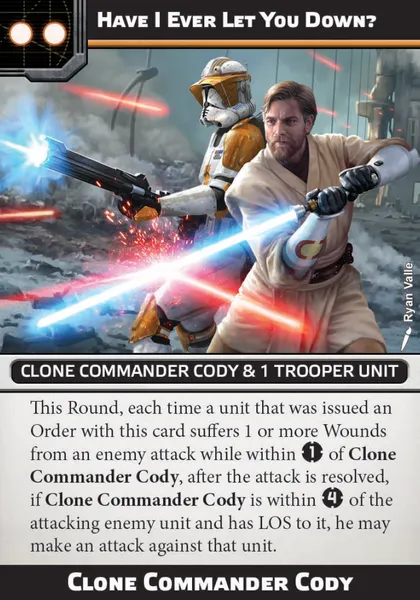 Have I Ever Let You Down?
Ryan Valle
CLONE COMMANDER CODY & 1 TROOPER UNIT
This Round, each time a unit that was issued an
Order with this card suffers 1 or more Wounds
from an enemy attack while within 1 of Clone
Commander Cody, after the attack is resolved,
if Clone Commander Cody is within 4 of the
attacking enemy unit and has LOS to it, he may
make an attack against that unit.
Clone Commander Cody